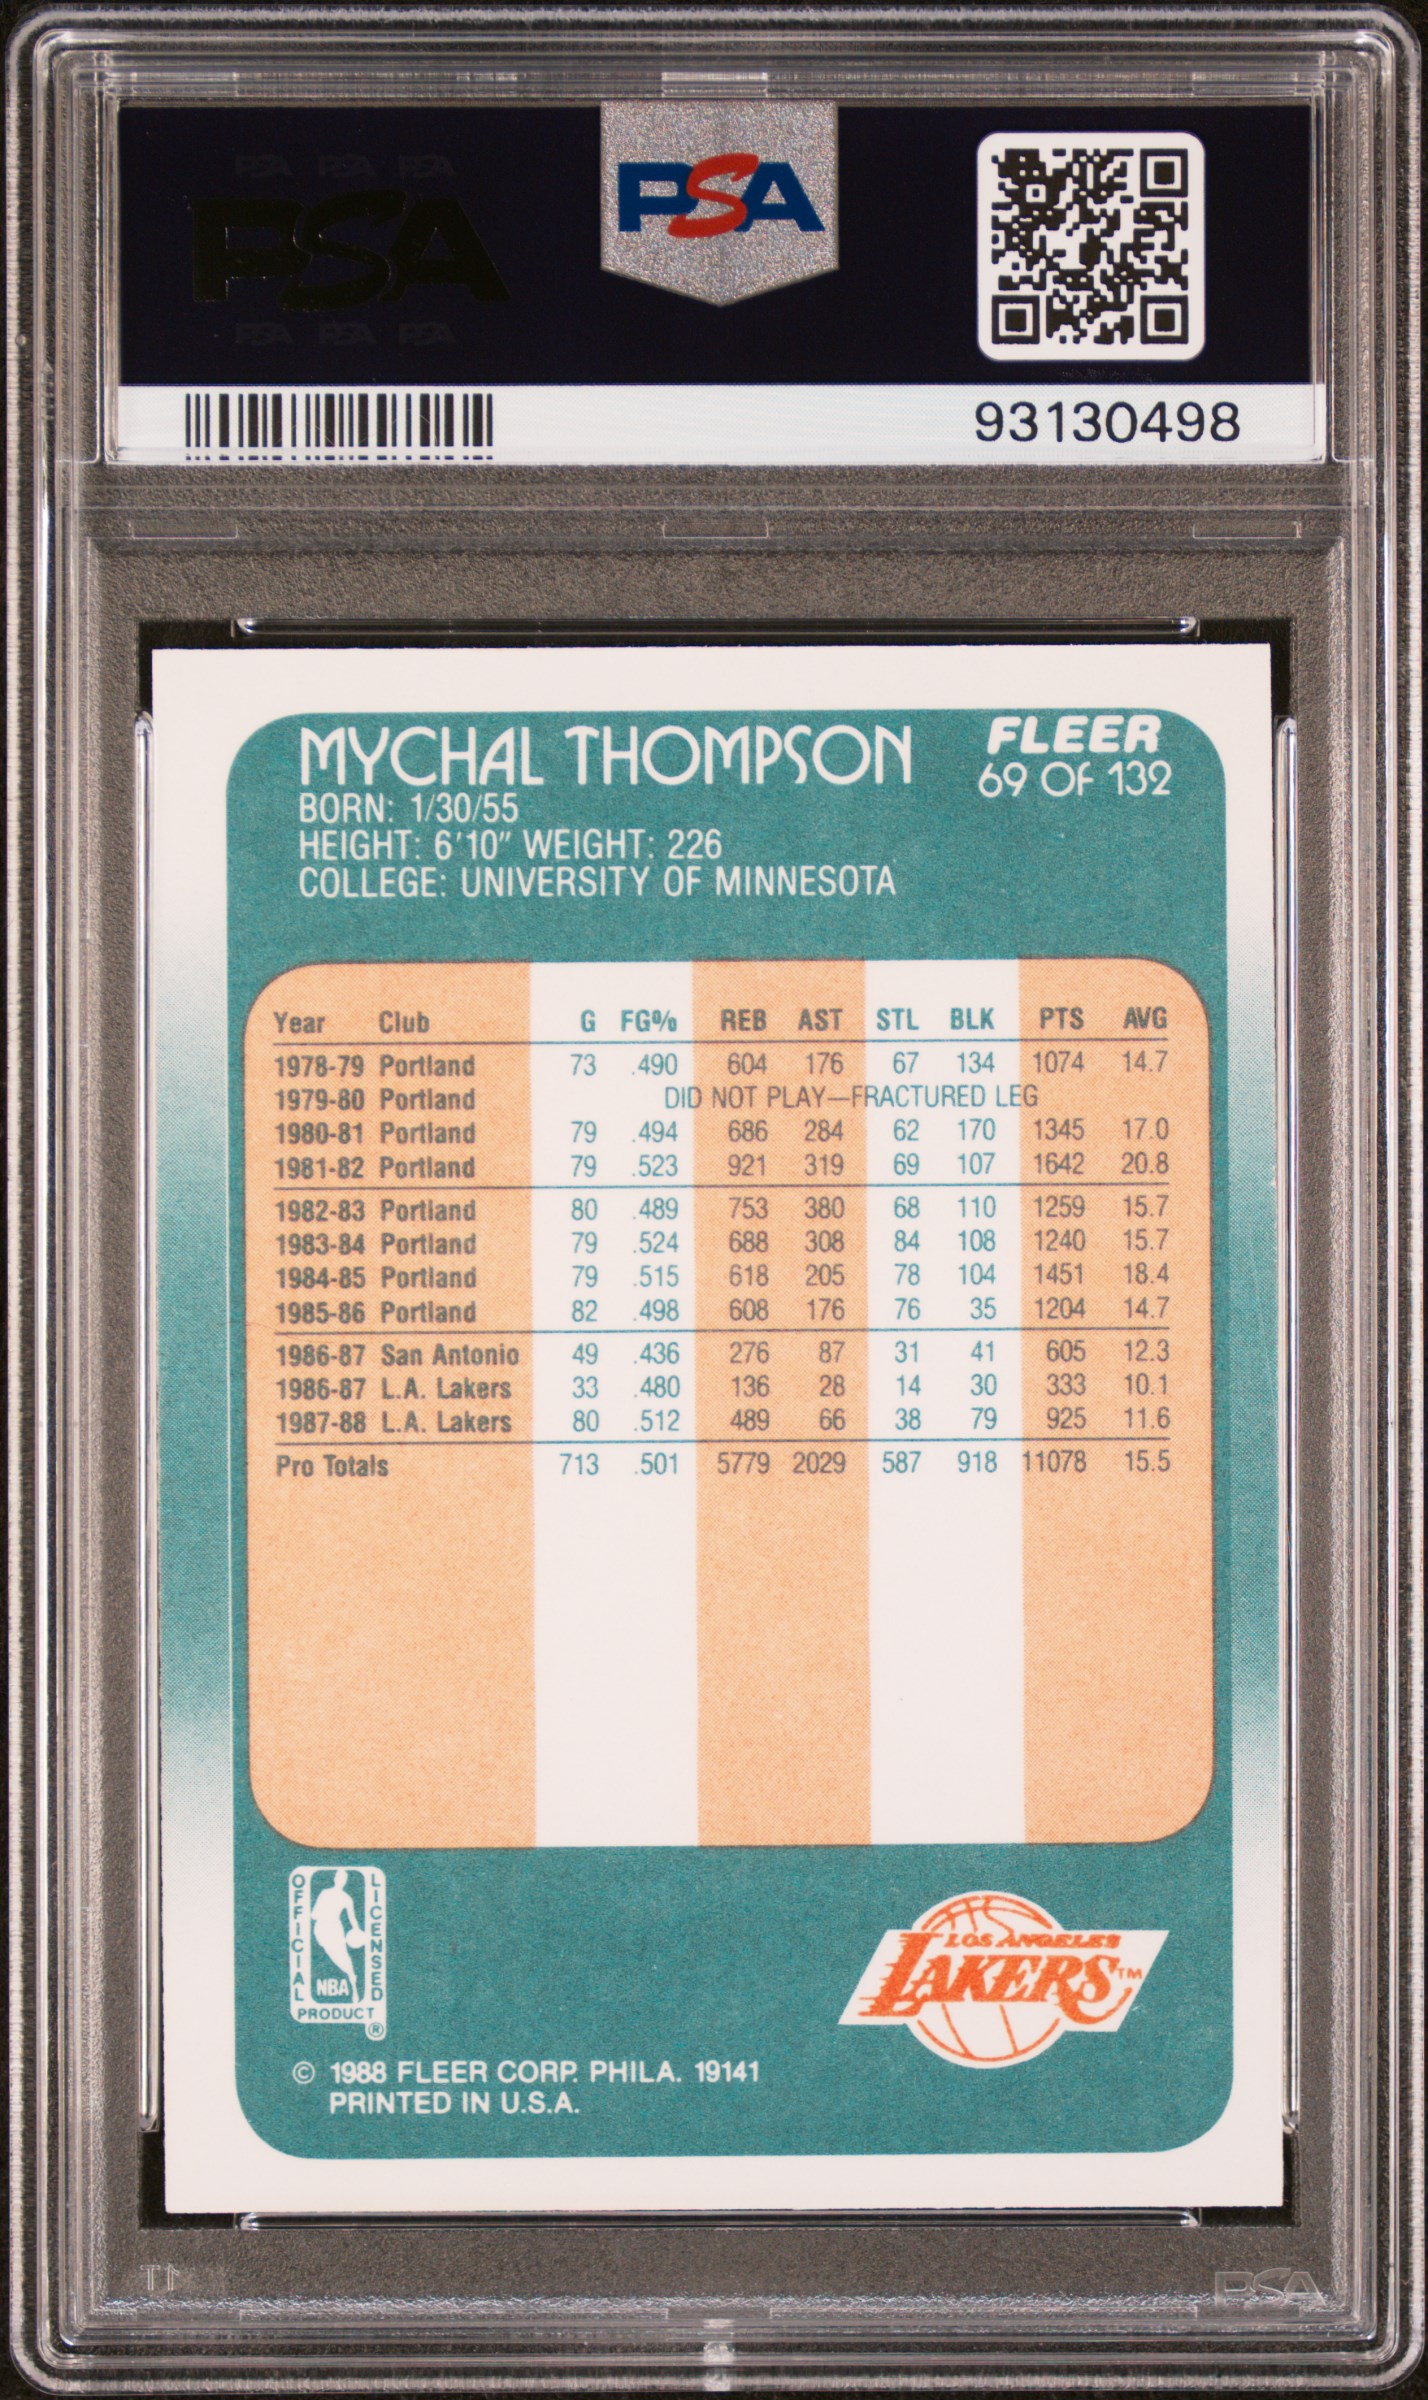 PSA PSA PSA
PSA
PSA PSA PSA
PSA
93130498
MYCHAL THOMPSON
FLEER
69 OF 132
BORN: 1/30/55
HEIGHT: 6'10" WEIGHT: 226
COLLEGE: UNIVERSITY OF MINNESOTA
Year Club G FG% REB AST STL BLK PTS AVG
1978-79 Portland 73 .490 604 176 67 134 1074 14.7
1979-80 Portland DID NOT PLAY—FRACTURED LEG
1980-81 Portland 79 .494 686 284 62 170 1345 17.0
1981-82 Portland 79 .523 921 319 69 107 1642 20.8
1982-83 Portland 80 .489 753 380 68 110 1259 15.7
1983-84 Portland 79 .524 688 308 84 108 1240 15.7
1984-85 Portland 79 .515 618 205 78 104 1451 18.4
1985-86 Portland 82 .498 608 176 76 35 1204 14.7
1986-87 San Antonio 49 .436 276 87 31 41 605 12.3
1986-87 L.A. Lakers 33 .480 136 28 14 30 333 10.1
1987-88 L.A. Lakers 80 .512 489 66 38 79 925 11.6
Pro Totals 713 .501 5779 2029 587 918 11078 15.5
OFFICIAL
LICENSED
NBA
PRODUCT
®
LOS ANGELES
LAKERS™
© 1988 FLEER CORP. PHILA. 19141
PRINTED IN U.S.A.
PSA